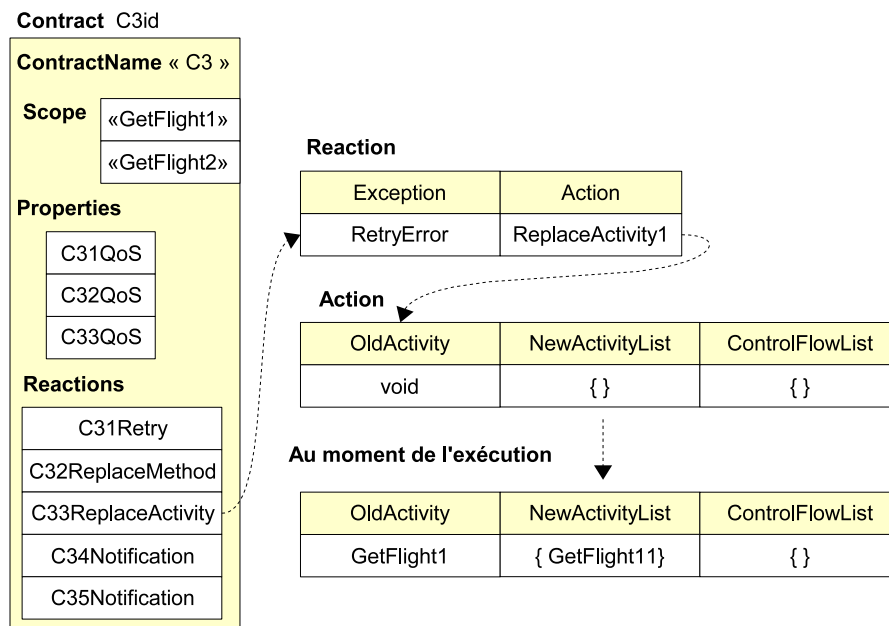 Contract C3id
ContractName « C3 »
Scope
«GetFlight1»
«GetFlight2»
Properties
C31QoS
C32QoS
C33QoS
Reactions
C31Retry
C32ReplaceMethod
C33ReplaceActivity
C34Notification
C35Notification
Reaction
Exception Action
RetryError ReplaceActivity1
Action
OldActivity NewActivityList ControlFlowList
void { } { }
Au moment de l'exécution
OldActivity NewActivityList ControlFlowList
GetFlight1 { GetFlight11} { }